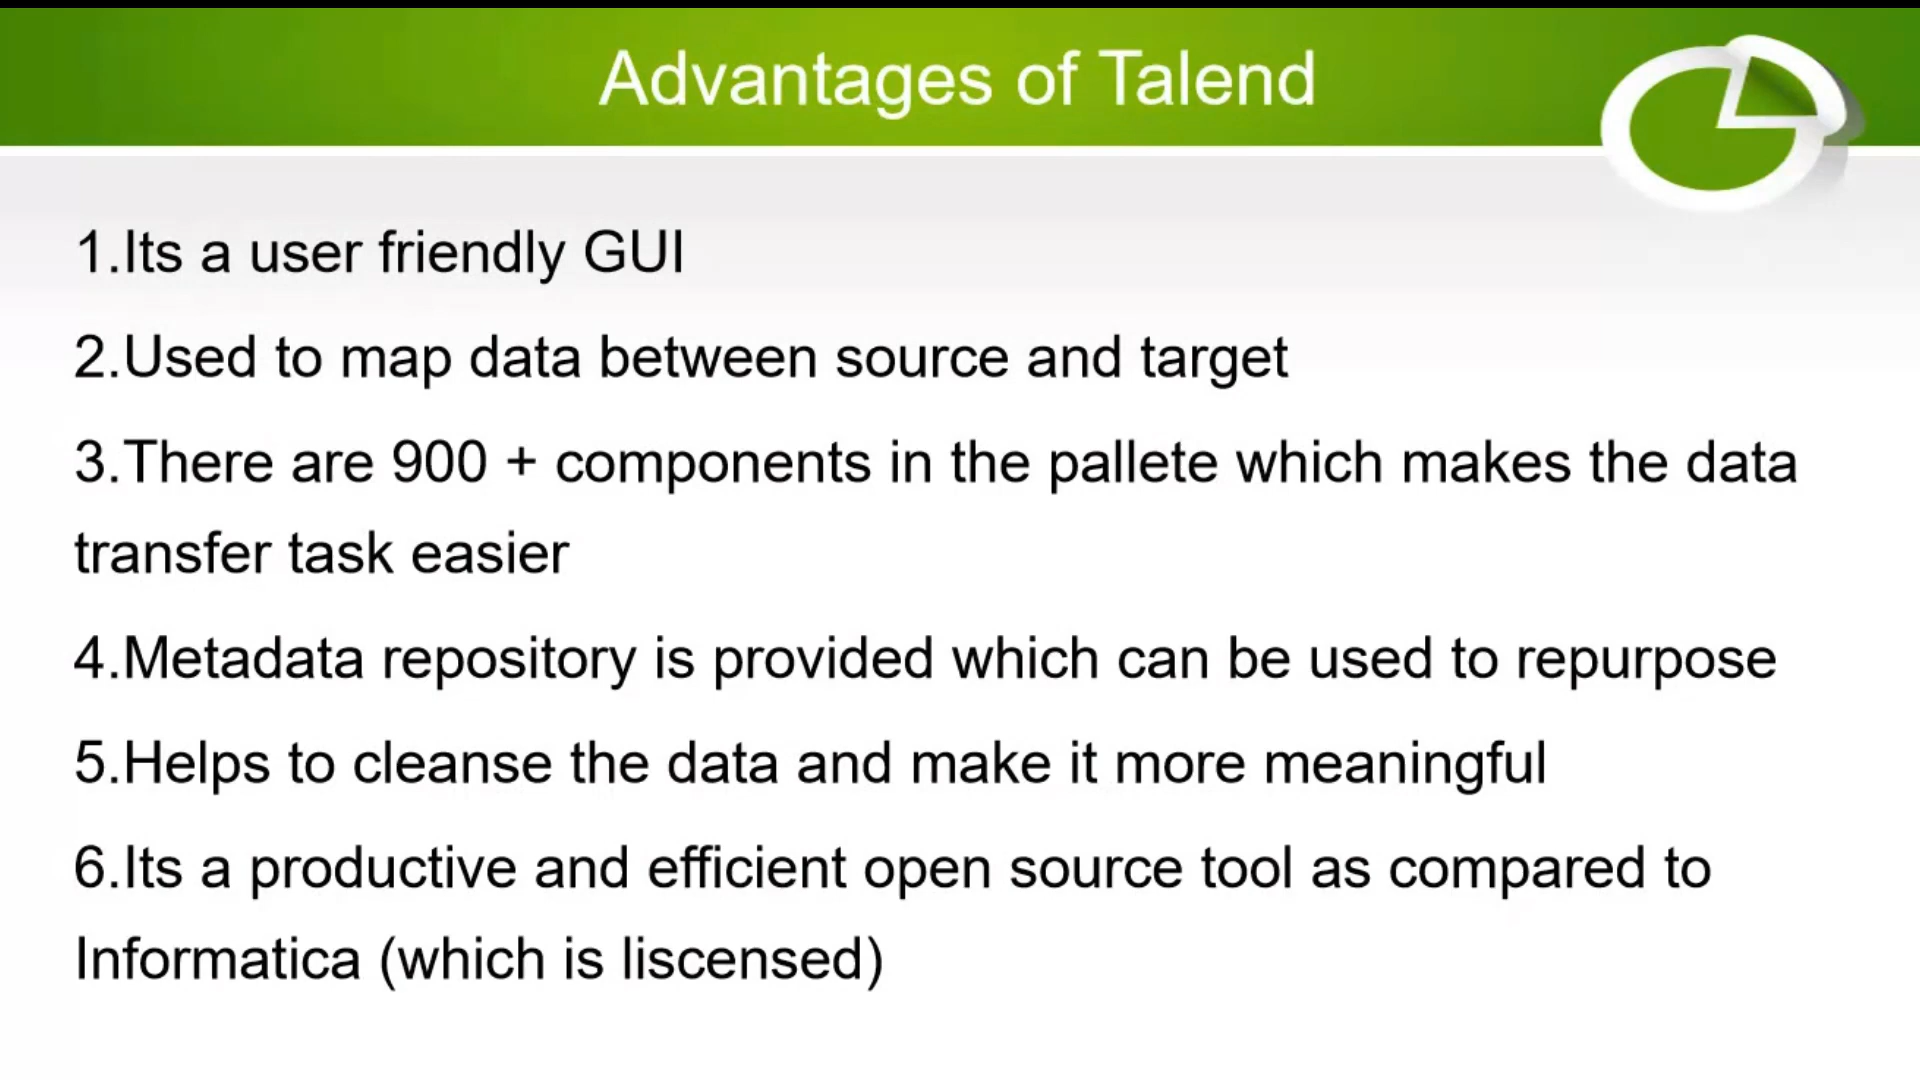 Advantages of Talend
1.Its a user friendly GUI
2.Used to map data between source and target
3.There are 900 + components in the pallete which makes the data
transfer task easier
4.Metadata repository is provided which can be used to repurpose
5.Helps to cleanse the data and make it more meaningful
6.Its a productive and efficient open source tool as compared to
Informatica (which is liscensed)